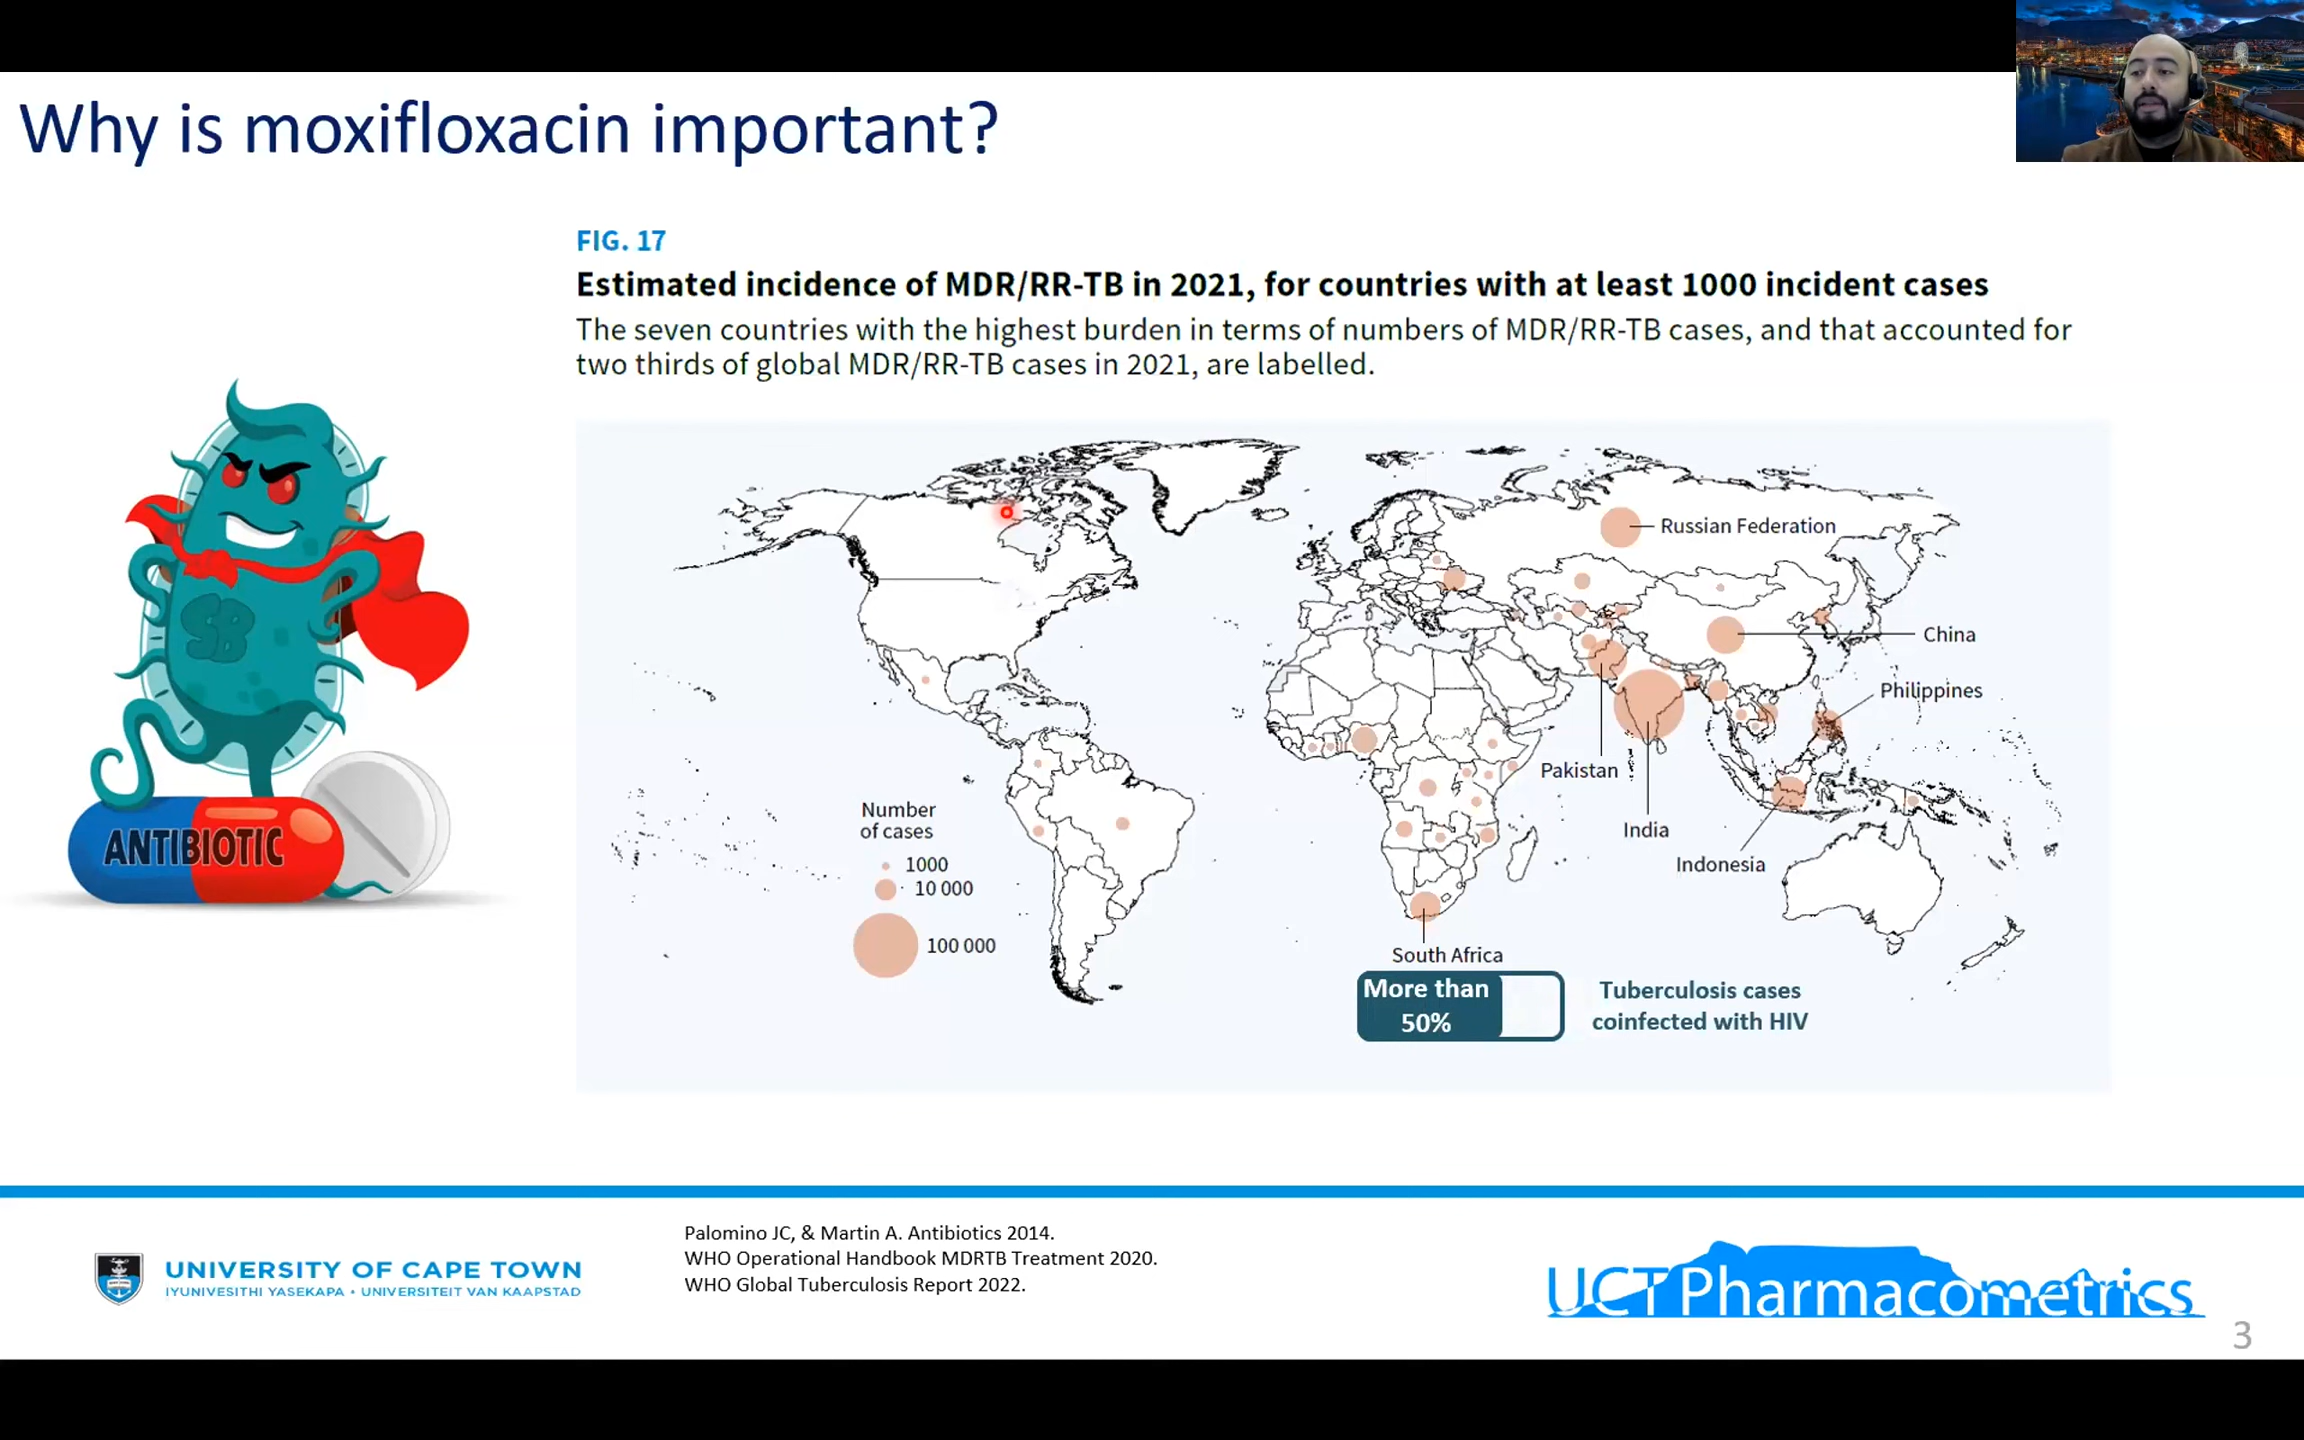 Why is moxifloxacin important?
FIG. 17
Estimated incidence of MDR/RR-TB in 2021, for countries with at least 1000 incident cases
The seven countries with the highest burden in terms of numbers of MDR/RR-TB cases, and that accounted for
two thirds of global MDR/RR-TB cases in 2021, are labelled.
SB
ANTIBIOTIC
Russian Federation
China
Philippines
Pakistan
India
Indonesia
South Africa
Number
of cases
1000
10 000
100 000
More than
50%
Tuberculosis cases
coinfected with HIV
Palomino JC, & Martin A. Antibiotics 2014.
WHO Operational Handbook MDRTB Treatment 2020.
WHO Global Tuberculosis Report 2022.
UNIVERSITY OF CAPE TOWN
IYUNIVESITHI YASEKAPA • UNIVERSITEIT VAN KAAPSTAD
UCT Pharmacometrics
3